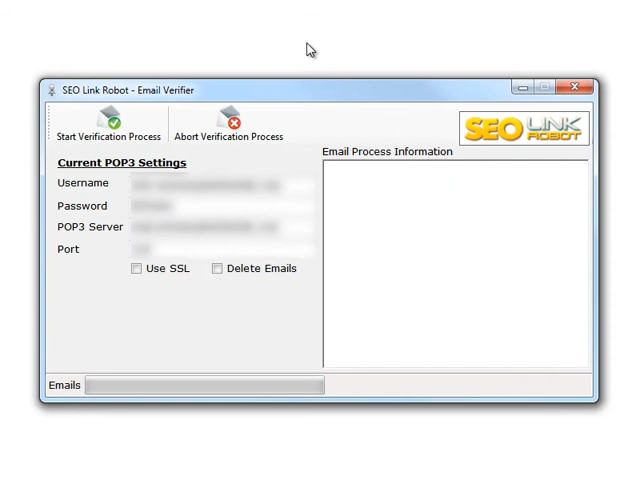 SEO Link Robot - Email Verifier
Start Verification Process
Abort Verification Process
SEO LINK ROBOT
Current POP3 Settings
Email Process Information
Username
Password
POP3 Server
Port
Use SSL
Delete Emails
Emails